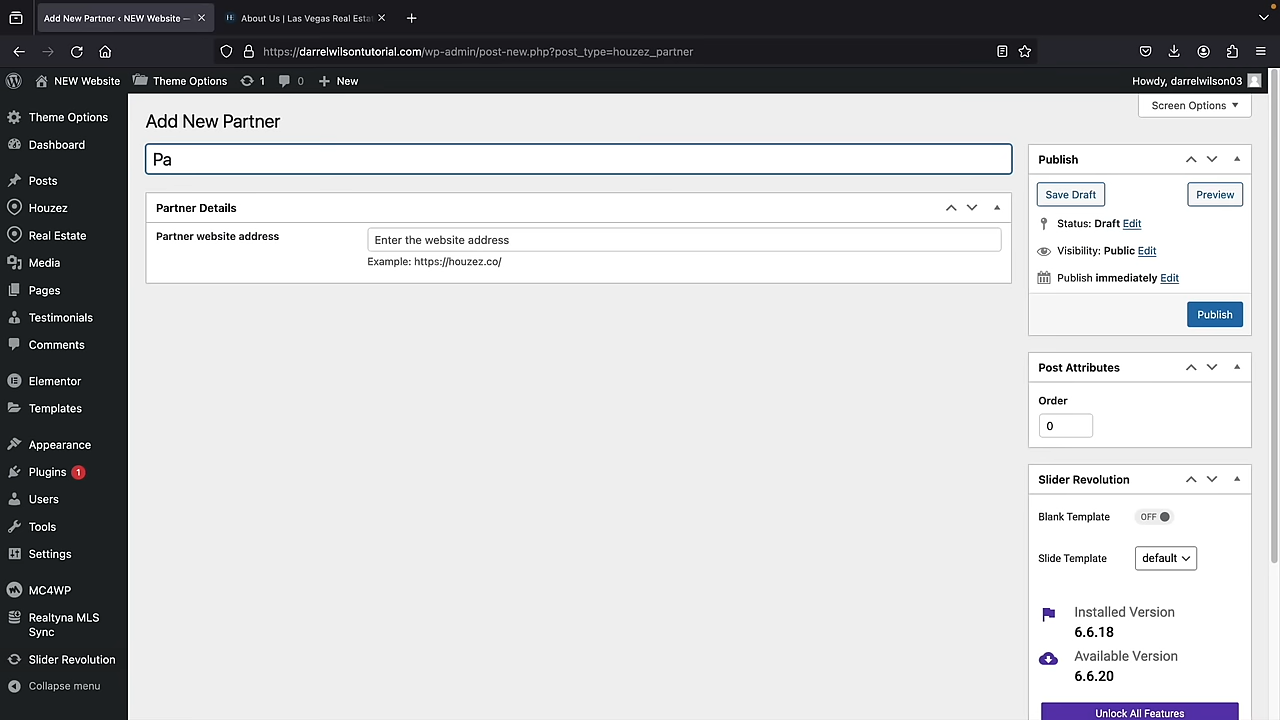 Add New Partner ‹ NEW Website —
About Us | Las Vegas Real Estat
https://darrelwilsontutorial.com/wp-admin/post-new.php?post_type=houzez_partner
NEW Website
Theme Options
1
0
New
Howdy, darrelwilson03
Screen Options
Theme Options
Dashboard
Posts
Houzez
Real Estate
Media
Pages
Testimonials
Comments
Elementor
Templates
Appearance
Plugins 1
Users
Tools
Settings
MC4WP
Realtyna MLS
Sync
Slider Revolution
Collapse menu
Add New Partner
Pa
Partner Details
Partner website address
Enter the website address
Example: https://houzez.co/
Publish
Save Draft
Preview
Status: Draft Edit
Visibility: Public Edit
Publish immediately Edit
Publish
Post Attributes
Order
0
Slider Revolution
Blank Template
OFF
Slide Template
default
Installed Version
6.6.18
Available Version
6.6.20
Unlock All Features